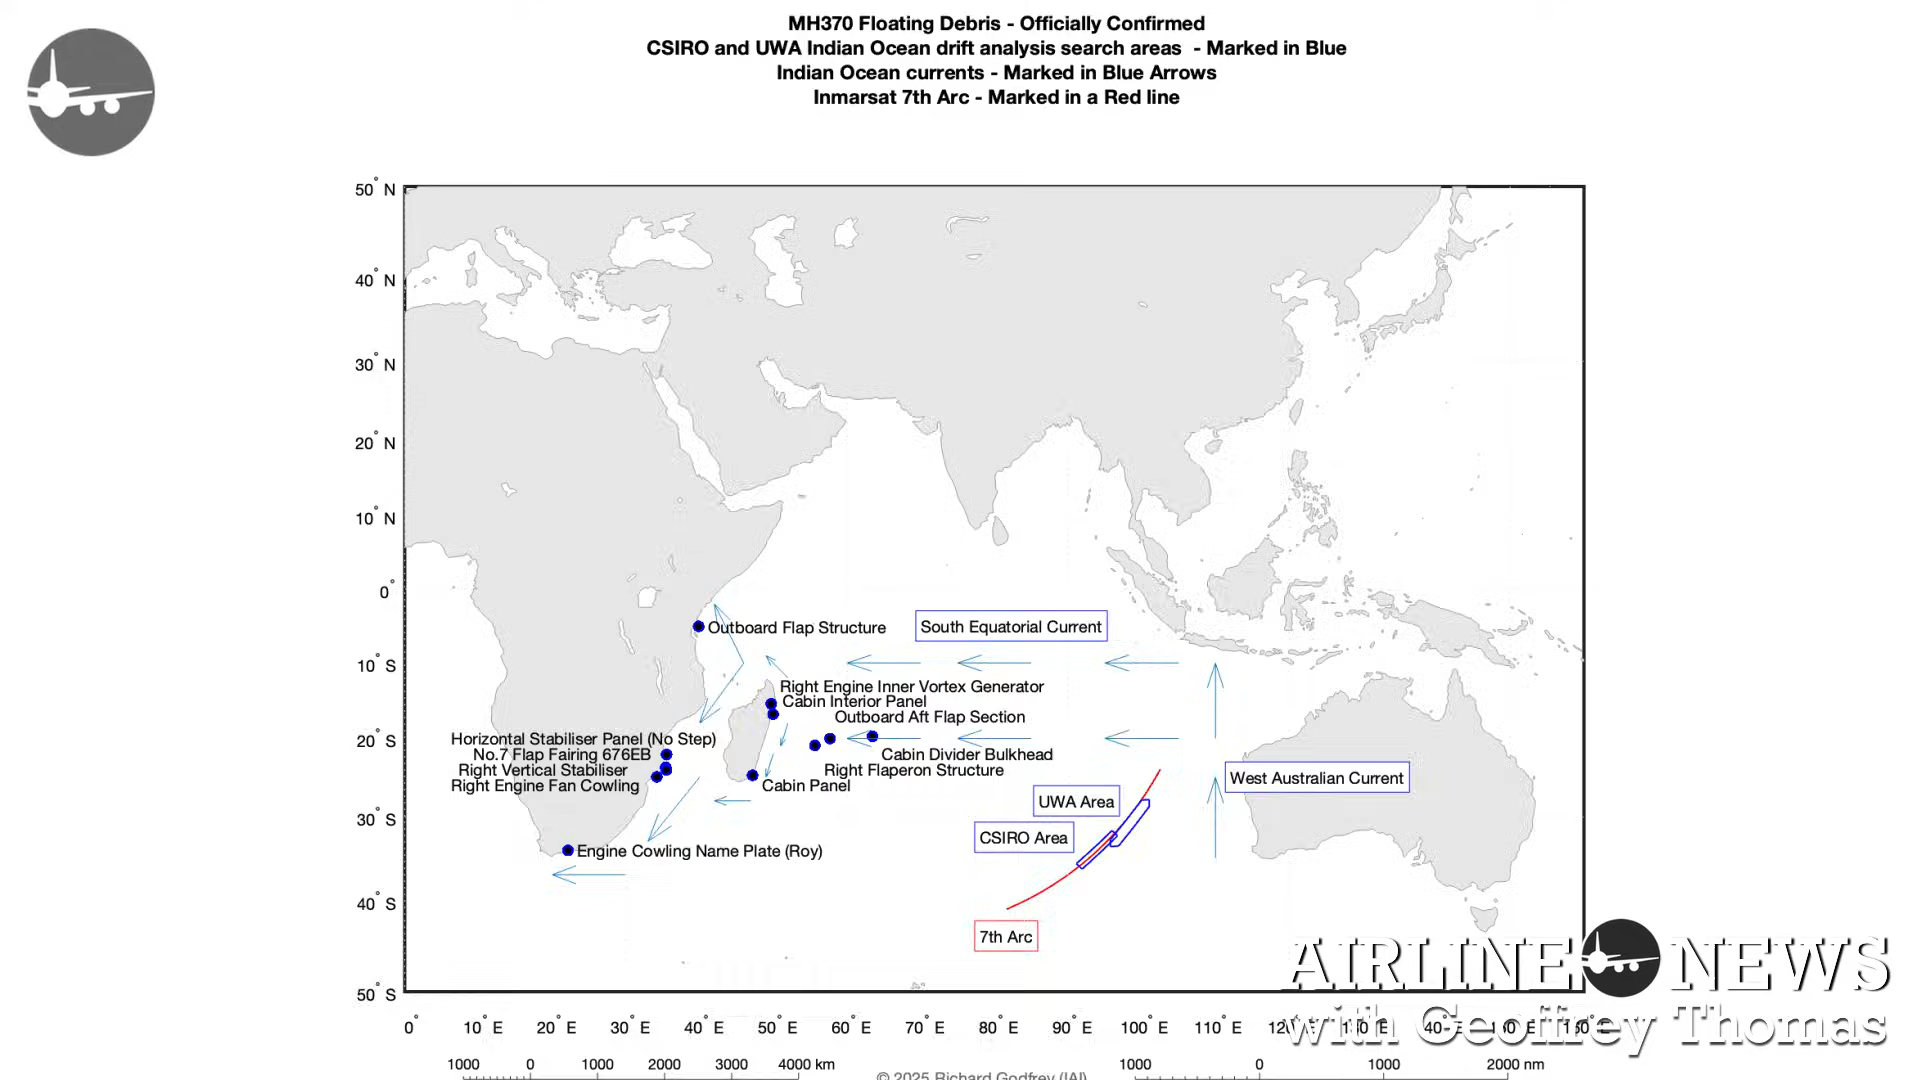 MH370 Floating Debris - Officially Confirmed
CSIRO and UWA Indian Ocean drift analysis search areas - Marked in Blue
Indian Ocean currents - Marked in Blue Arrows
Inmarsat 7th Arc - Marked in a Red line
50° N
40° N
30° N
20° N
10° N
0°
10° S
20° S
30° S
40° S
50° S
Outboard Flap Structure
South Equatorial Current
Right Engine Inner Vortex Generator
Cabin Interior Panel
Outboard Aft Flap Section
Horizontal Stabiliser Panel (No Step)
No.7 Flap Fairing 676EB
Cabin Divider Bulkhead
Right Vertical Stabiliser
Right Flaperon Structure
Right Engine Fan Cowling
Cabin Panel
West Australian Current
UWA Area
CSIRO Area
Engine Cowling Name Plate (Roy)
7th Arc
AIRLINE NEWS
with Geoffrey Thomas
0° 10° E 20° E 30° E 40° E 50° E 60° E 70° E 80° E 90° E 100° E 110° E
1000 0 1000 2000 3000 4000 km
1000 0 1000 2000 nm
© 2025 Richard Godfrey (IAI)